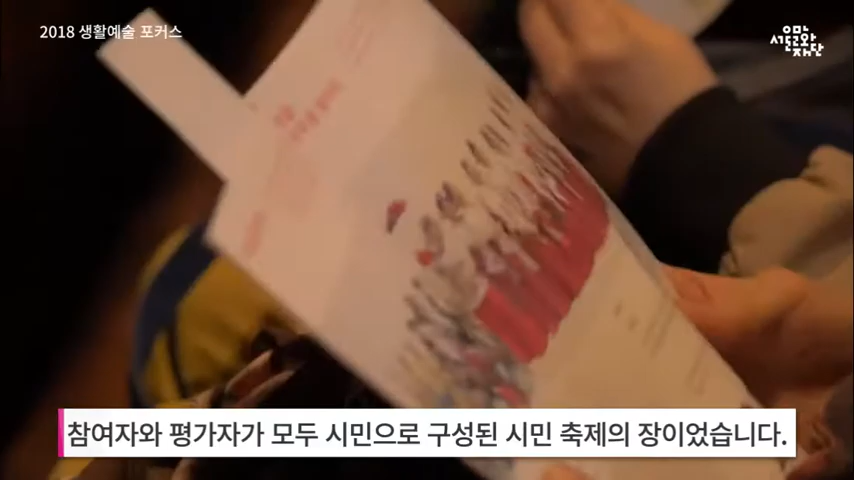 2018 생활예술 포커스
서울문화재단
참여자와 평가자가 모두 시민으로 구성된 시민 축제의 장이었습니다.